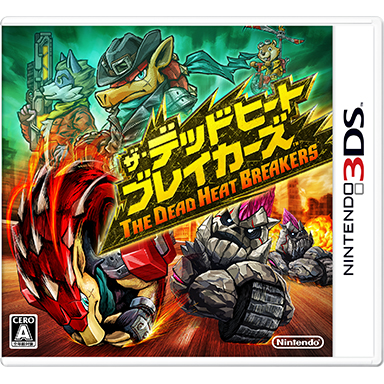 ザ・デッドヒート
ブレイカーズ
THE DEAD HEAT BREAKERS
NINTENDO 3DS
CERO
A
Nintendo